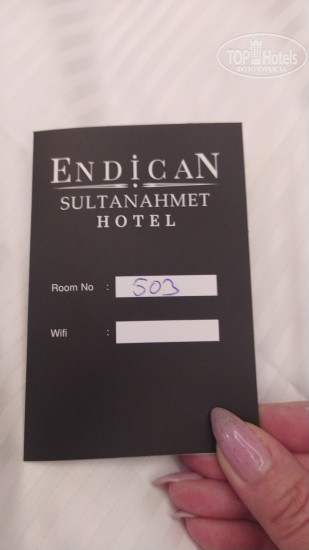 TOP Hotels
ENDİCAN
SULTANAHMET
HOTEL
Room No : 503
Wifi :